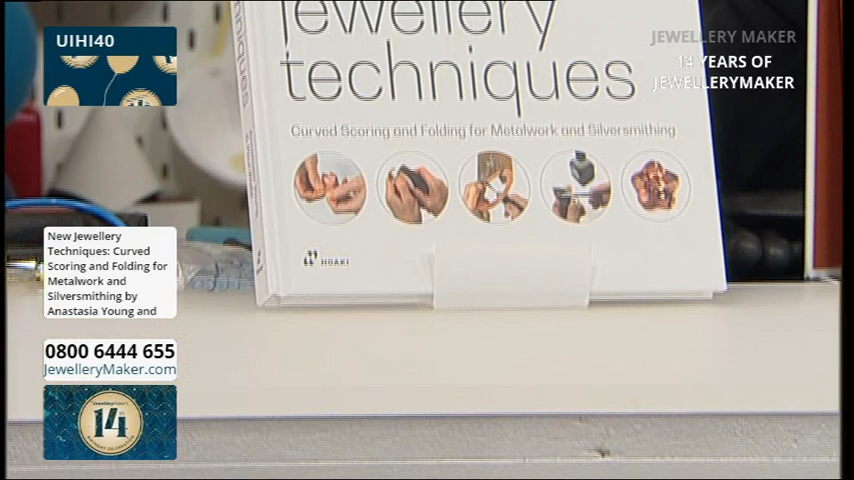 UIHI40
jewellery
techniques
Curved Scoring and Folding for Metalwork and Silversmithing
HOAKI
JEWELLERY MAKER
14 YEARS OF
JEWELLERYMAKER
New Jewellery
Techniques: Curved
Scoring and Folding for
Metalwork and
Silversmithing by
Anastasia Young and
0800 6444 655
JewelleryMaker.com
14